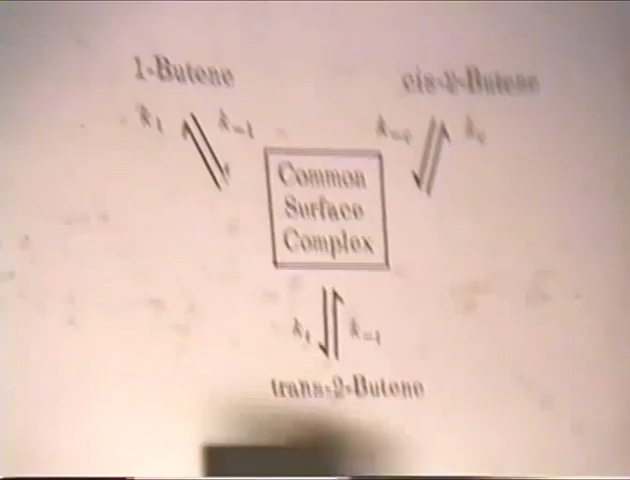 1-Butene
cis-2-Butene
k₁
k₋₁
Common
Surface
Complex
trans-2-Butene